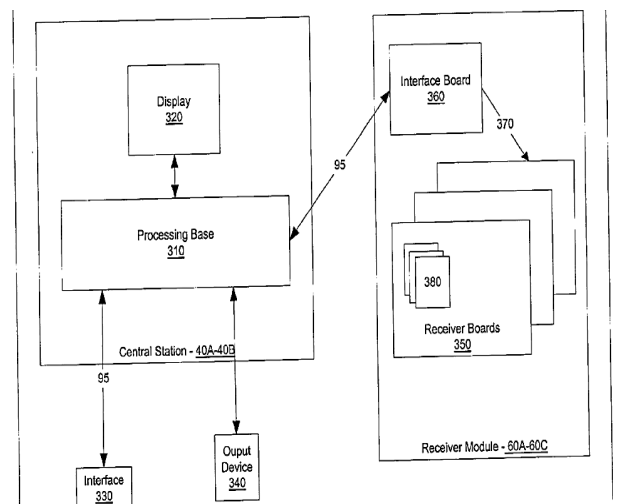 Display
320
Processing Base
310
Central Station - 40A-40B
95
Interface
330
Ouput
Device
340
95
Interface Board
360
370
380
Receiver Boards
350
Receiver Module - 60A-60C